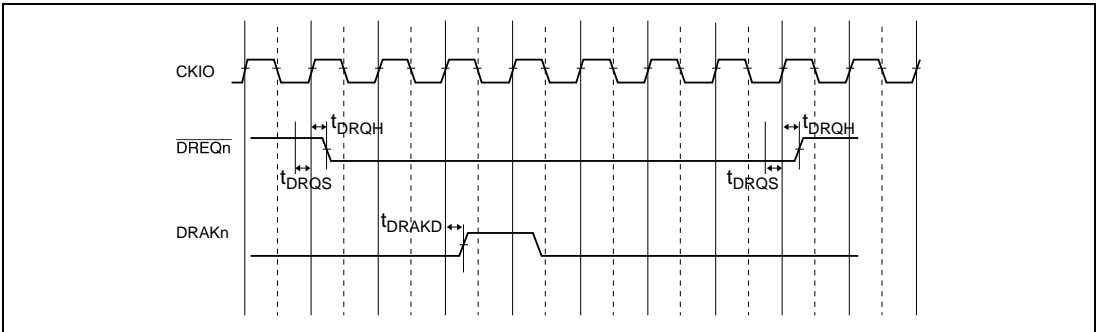 CKIO
tDRQH
tDRQH
DREQn
tDRQS
tDRQS
tDRAKD
DRAKn